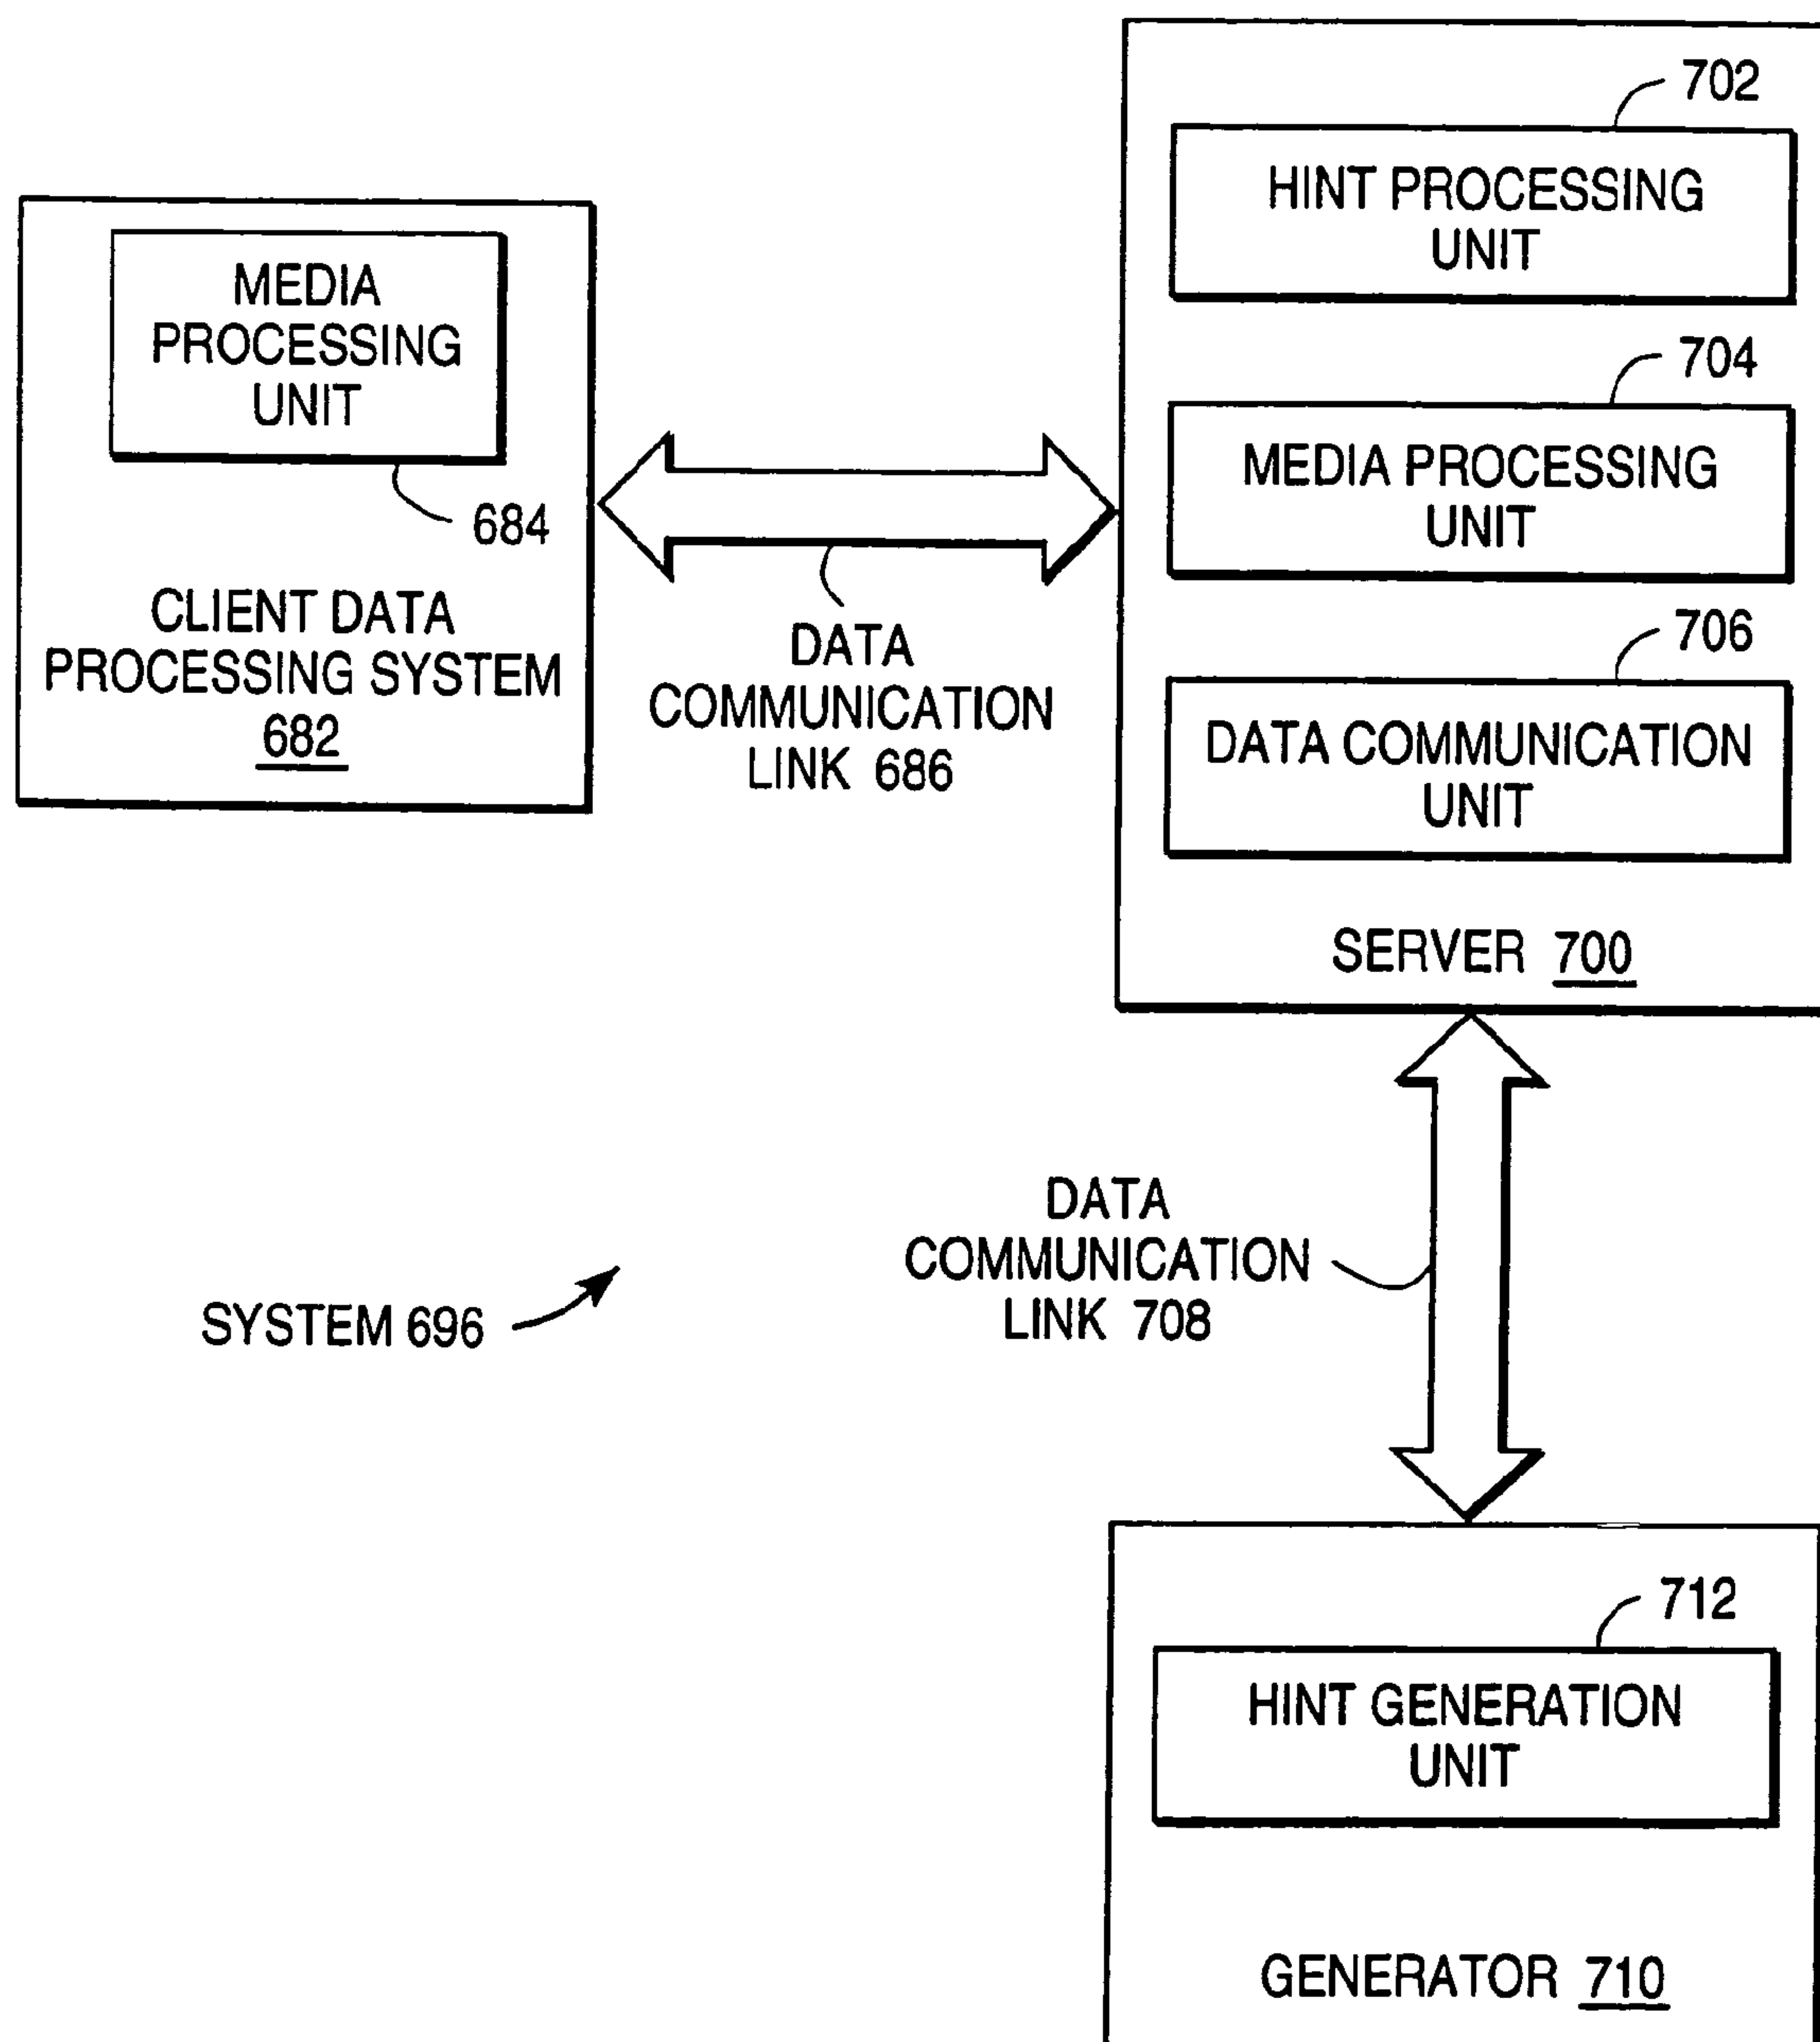 702
HINT PROCESSING
UNIT
704
MEDIA PROCESSING
UNIT
706
DATA COMMUNICATION
UNIT
SERVER 700
MEDIA
PROCESSING
UNIT
684
CLIENT DATA
PROCESSING SYSTEM
682
DATA
COMMUNICATION
LINK 686
DATA
COMMUNICATION
LINK 708
SYSTEM 696
712
HINT GENERATION
UNIT
GENERATOR 710